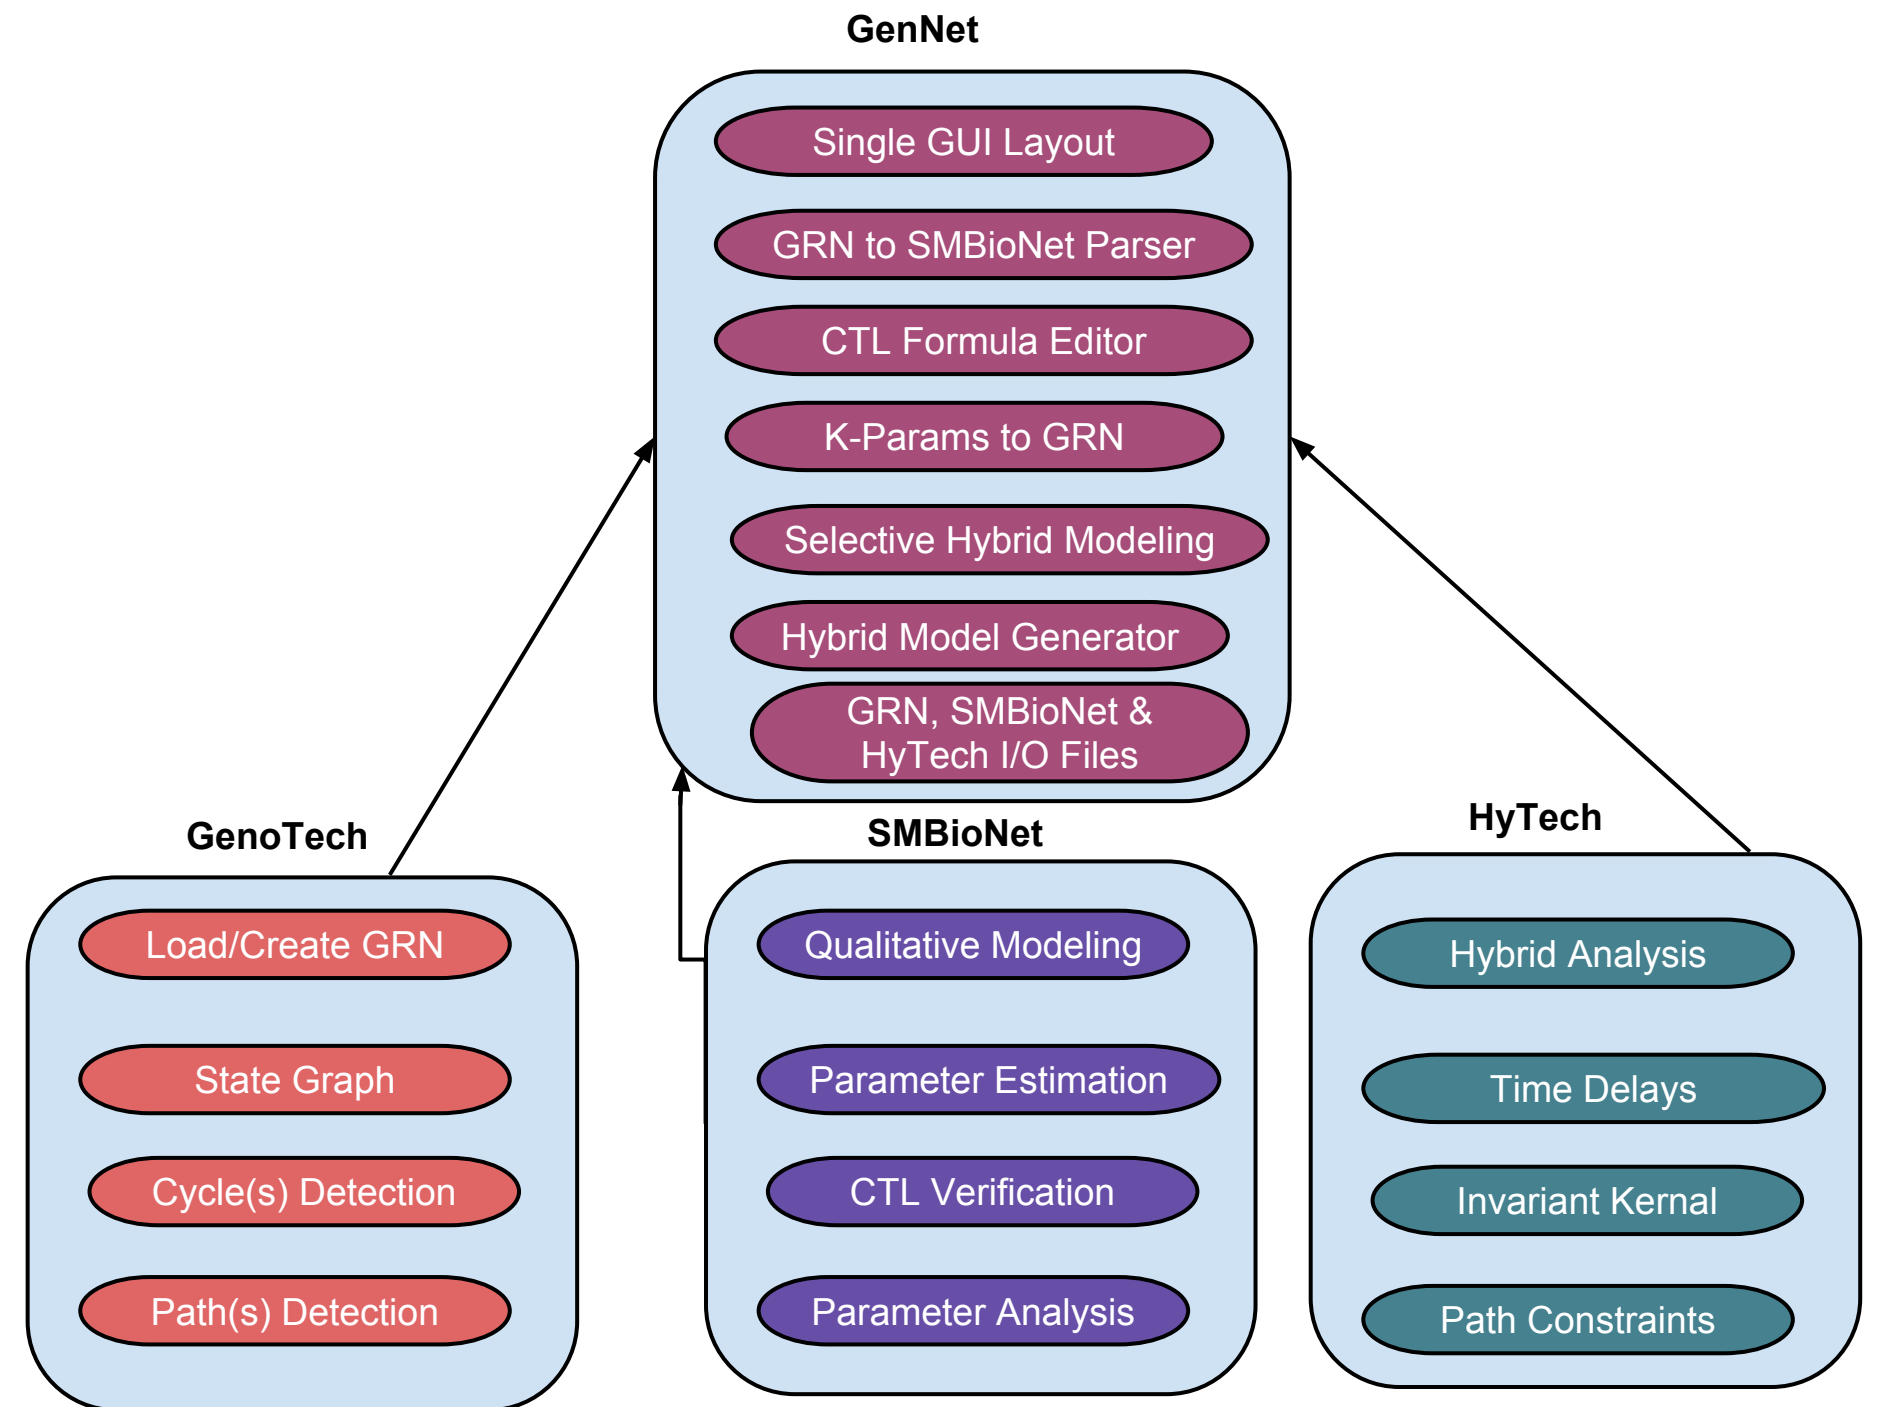 GenNet
Single GUI Layout
GRN to SMBioNet Parser
CTL Formula Editor
K-Params to GRN
Selective Hybrid Modeling
Hybrid Model Generator
GRN, SMBioNet &
HyTech I/O Files
GenoTech
Load/Create GRN
State Graph
Cycle(s) Detection
Path(s) Detection
SMBioNet
Qualitative Modeling
Parameter Estimation
CTL Verification
Parameter Analysis
HyTech
Hybrid Analysis
Time Delays
Invariant Kernal
Path Constraints